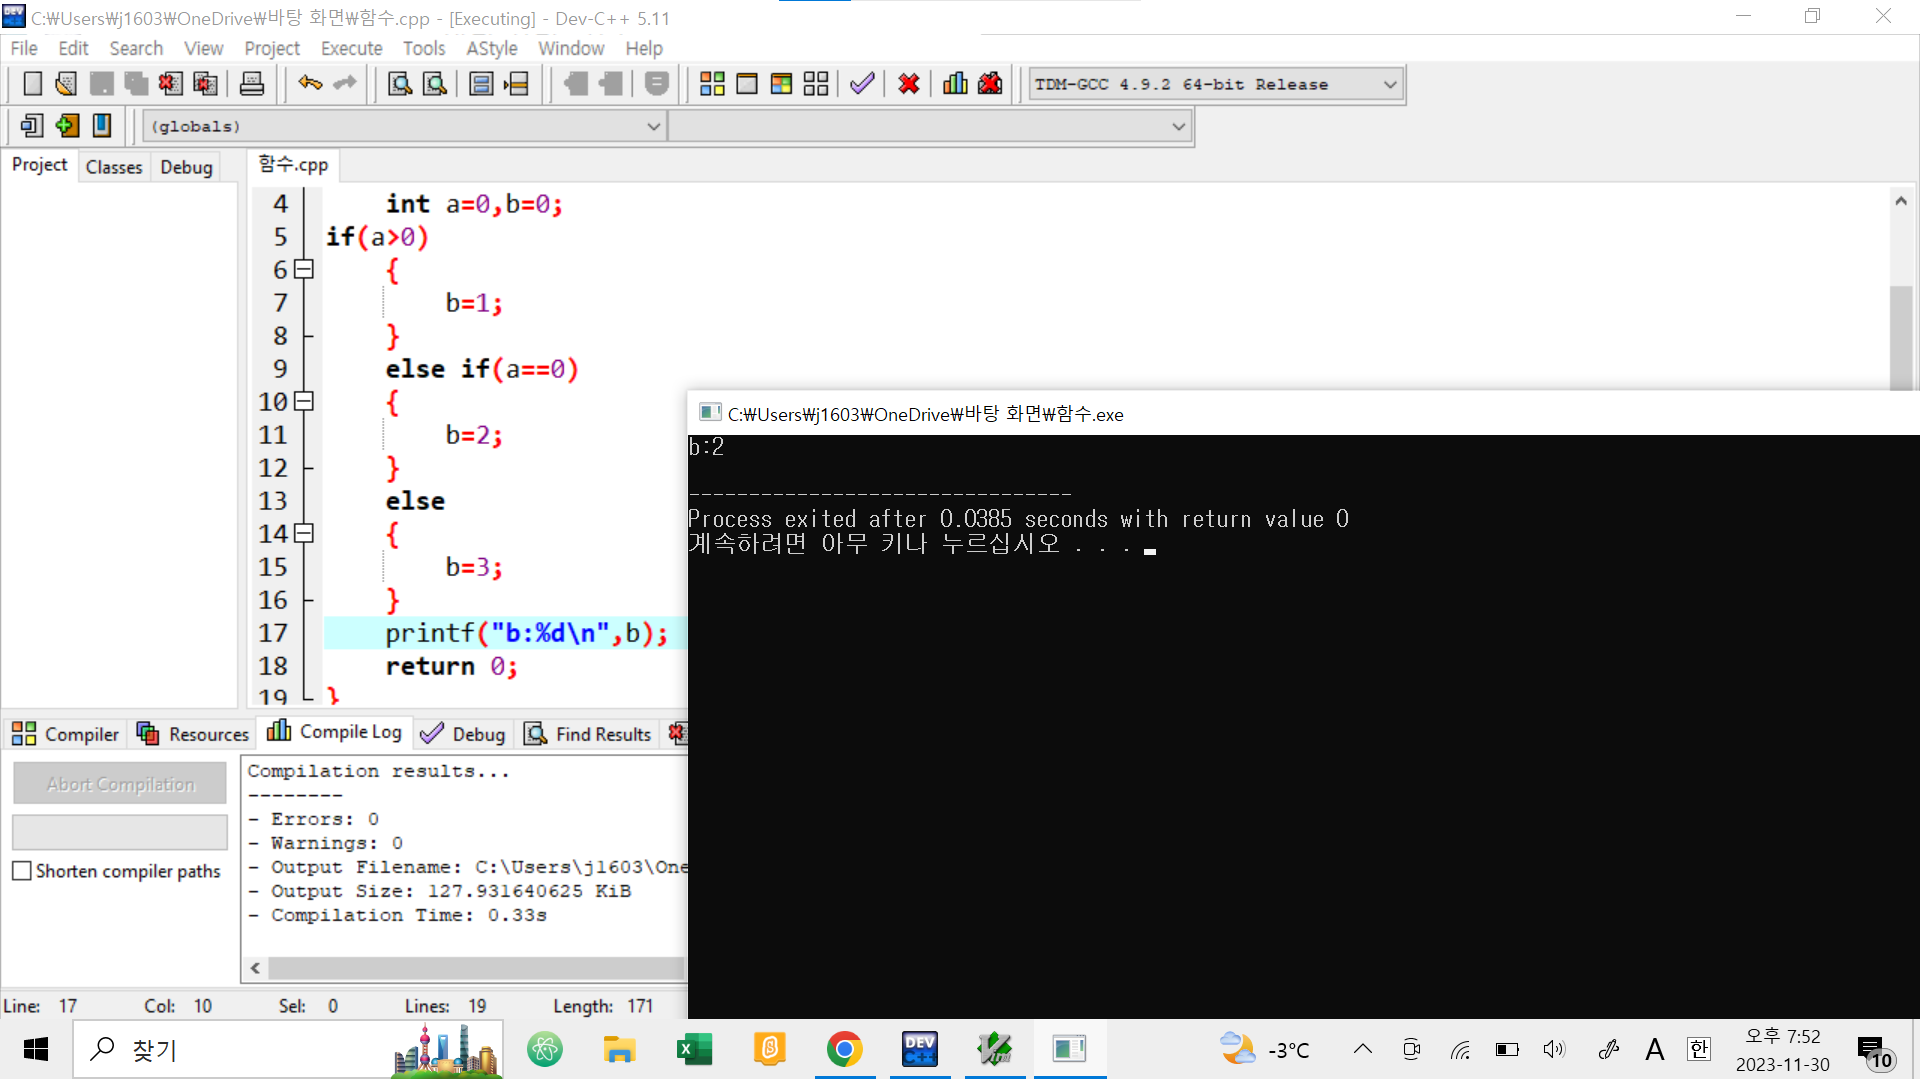 C:\Users\j1603\OneDrive\바탕 화면\함수.cpp - [Executing] - Dev-C++ 5.11
File Edit Search View Project Execute Tools AStyle Window Help
TDM-GCC 4.9.2 64-bit Release
(globals)
Project Classes Debug
함수.cpp
4 int a=0,b=0;
5 if(a>0)
6 {
7 b=1;
8 }
9 else if(a==0)
10 {
11 b=2;
12 }
13 else
14 {
15 b=3;
16 }
17 printf("b:%d\n",b);
18 return 0;
19 }
C:\Users\j1603\OneDrive\바탕 화면\함수.exe
b:2
--------------------------------
Process exited after 0.0385 seconds with return value 0
계속하려면 아무 키나 누르십시오 . . .
Compiler Resources Compile Log Debug Find Results
Abort Compilation
Shorten compiler paths
Compilation results...
--------
- Errors: 0
- Warnings: 0
- Output Filename: C:\Users\j1603\One
- Output Size: 127.931640625 KiB
- Compilation Time: 0.33s
Line: 17 Col: 10 Sel: 0 Lines: 19 Length: 171
찾기
DEV C++
-3°C
A
한
오후 7:52
2023-11-30
10